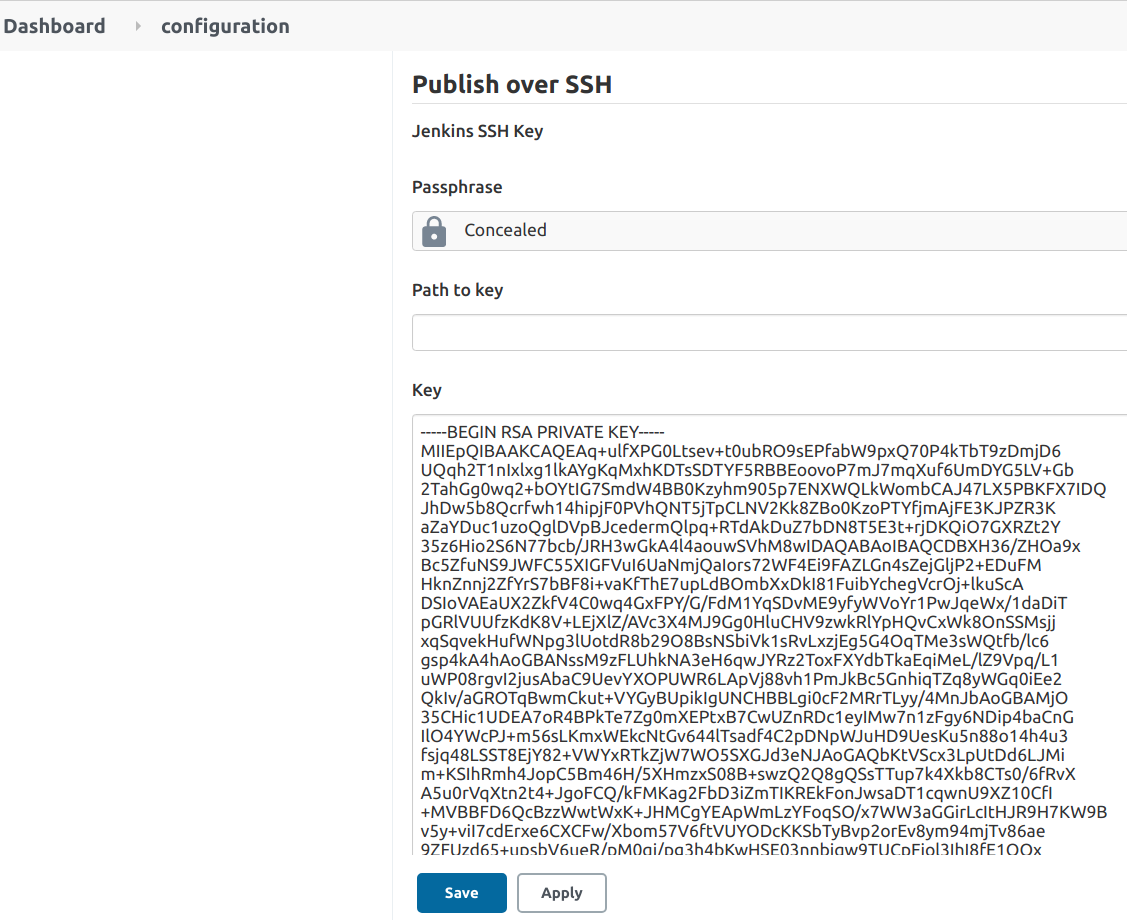 Dashboard
configuration
Publish over SSH
Jenkins SSH Key
Passphrase
Concealed
Path to key
Key
-----BEGIN RSA PRIVATE KEY-----
MIIEpQIBAAKCAQEAq+ulfXPG0Ltsev+t0ubRO9sEPfabW9pxQ70P4kTbT9zDmjD6
UQqh2T1nIxlxg1lkAYgKqMxhKDTsSDTYF5RBBEoovoP7mJ7mqXuf6UmDYG5LV+Gb
2TahGg0wq2+bOYtIG7SmdW4BB0Kzyhm905p7ENXWQLkWombCAJ47LX5PBKFX7IDQ
JhDw5b8Qcrfwh14hipjF0PVhQNT5jTpCLNV2Kk8ZBo0KzoPTYfjmAjFE3KJPZR3K
aZaYDuc1uzoQglDVpBJcedermQlpq+RTdAkDuZ7bDN8T5E3t+rjDKQiO7GXRZt2Y
35z6Hio2S6N77bcb/JRH3wGkA4l4aouwSVhM8wIDAQABAoIBAQCDBXH36/ZHOa9x
Bc5ZfuNS9JWFC55XIGFVuI6UaNmjQaIors72WF4Ei9FAZLGn4sZejGljP2+EDuFM
HknZnnj2ZfYrS7bBF8i+vaKfThE7upLdBOmbXxDkI81FuibYchegVcrOj+lkuScA
DSIoVAEaUX2ZkfV4C0wq4GxFPY/G/FdM1YqSDvME9yfyWVoYr1PwJqeWx/1daDiT
pGRlVUUfzKdK8V+LEjXlZ/AVc3X4MJ9Gg0HluCHV9zwkRlYpHQvCxWk8OnSSMsjj
xqSqvekHufWNpg3lUotdR8b29O8BsNSbiVk1sRvLxzjEg5G4OqTMe3sWQtfb/lc6
gsp4kA4hAoGBANssM9zFLUhkNA3eH6qwJYRz2ToxFXYdbTkaEqiMeL/lZ9Vpq/L1
uWP08rgvI2jusAbaC9UevYXOPUWR6LApVj88vh1PmJkBc5GnhiqTZq8yWGq0iEe2
QkIv/aGROTqBwmCkut+VYGyBUpikIgUNCHBBLgi0cF2MRrTLyy/4MnJbAoGBAMjO
35CHic1UDEA7oR4BPkTe7Zg0mXEPtxB7CwUZnRDc1eyIMw7n1zFgy6NDip4baCnG
IlO4YWcPJ+m56sLKmxWEkcNtGv644lTsadf4C2pDNpWJuHD9UesKu5n88o14h4u3
fsjq48LSST8EjY82+VWYxRTkZjW7WO5SXGJd3eNJAoGAQbKtVScx3LpUtDd6LJMi
m+KSIhRmh4JopC5Bm46H/5XHmzxS08B+swzQ2Q8gQSsTTup7k4Xkb8CTs0/6fRvX
A5u0rVqXtn2t4+JgoFCQ/kFMKag2FbD3iZmTIKREkFonJwsaDT1cqwnU9XZ10CfI
+MVBBFD6QcBzzWwtWxK+JHMCgYEApWmLzYFoqSO/x7WW3aGGirLcItHJR9H7KW9B
v5y+viI7cdErxe6CXCFw/Xbom57V6ftVUYODcKKSbTyBvp2orEv8ym94mjTv86ae
Save
Apply